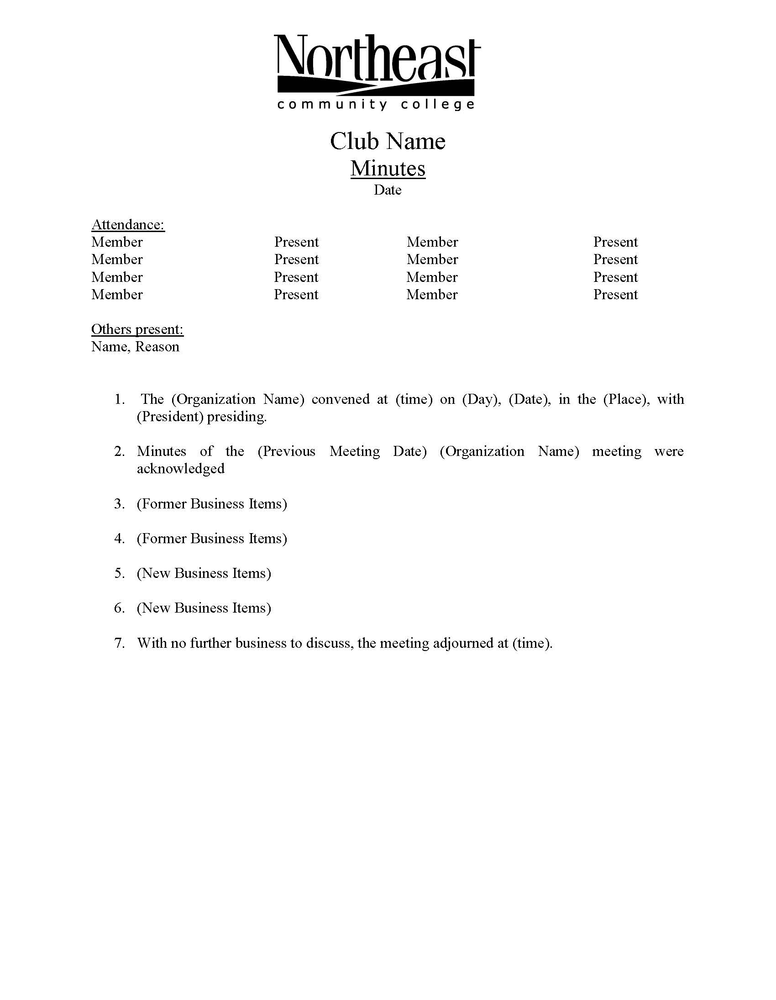 Northeast
community college
Club Name
Minutes
Date
Attendance:
Member Present Member Present
Member Present Member Present
Member Present Member Present
Member Present Member Present
Others present:
Name, Reason
1. The (Organization Name) convened at (time) on (Day), (Date), in the (Place), with
(President) presiding.
2. Minutes of the (Previous Meeting Date) (Organization Name) meeting were
acknowledged
3. (Former Business Items)
4. (Former Business Items)
5. (New Business Items)
6. (New Business Items)
7. With no further business to discuss, the meeting adjourned at (time).